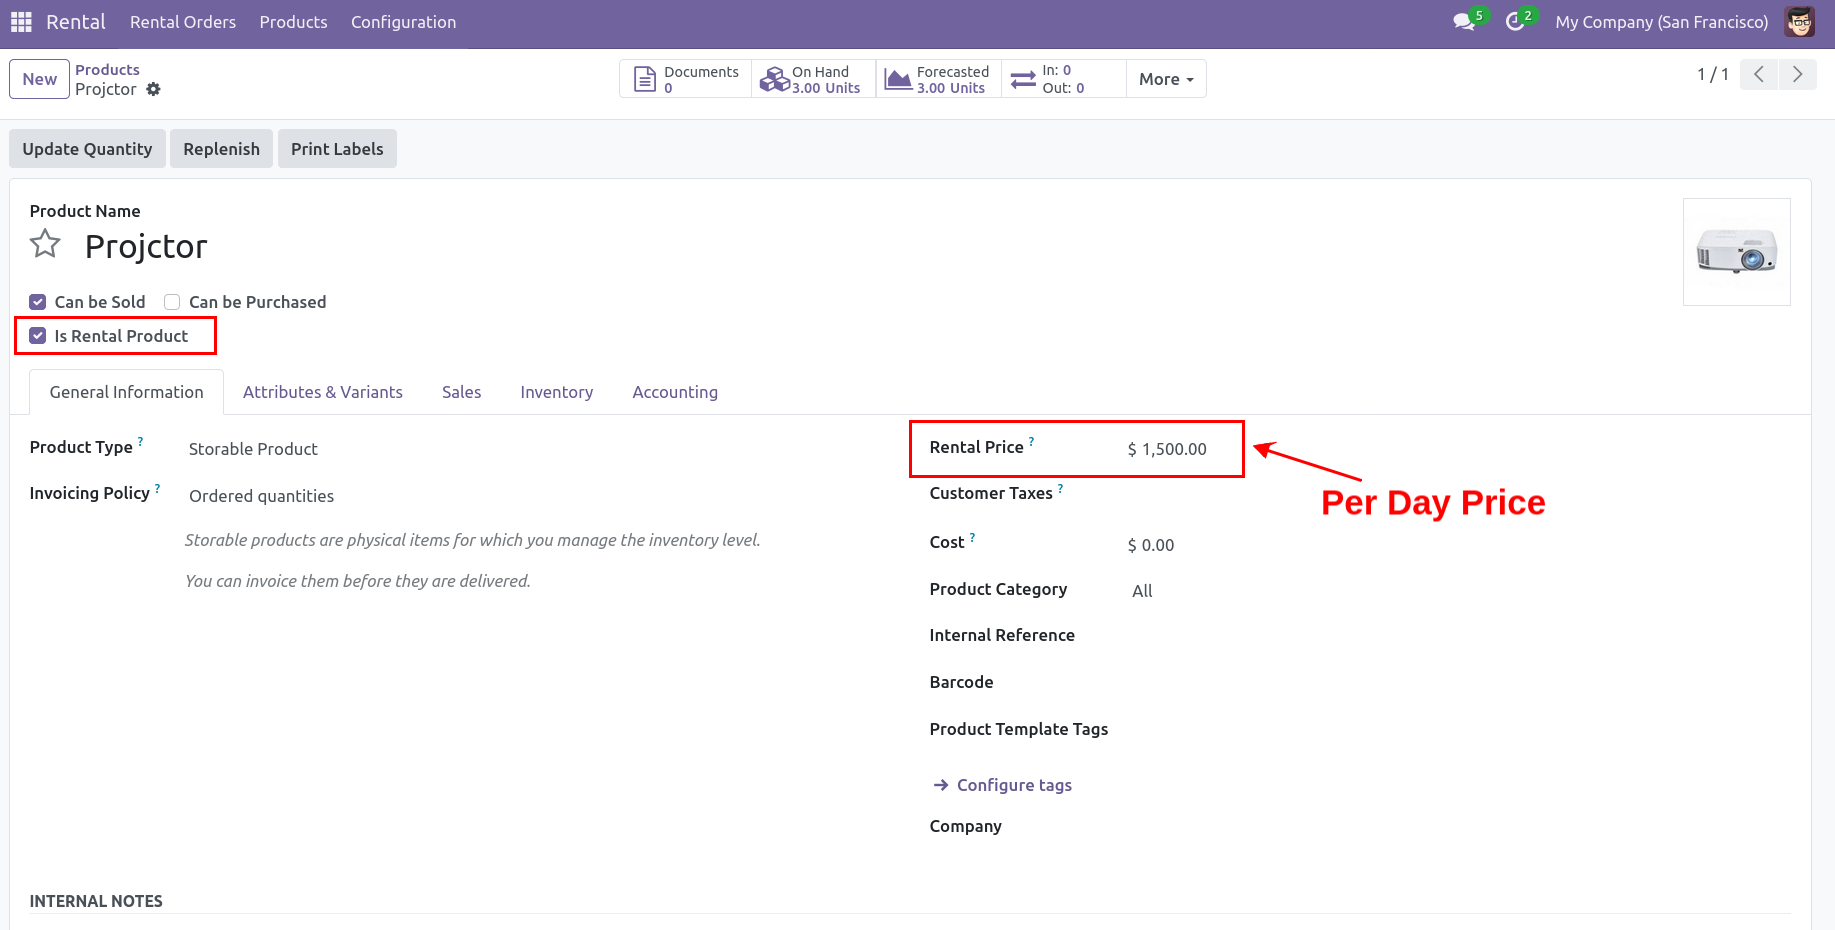 Rental Rental Orders Products Configuration 5 2 My Company (San Francisco)
New Products
Projctor
Documents
0
On Hand
3.00 Units
Forecasted
3.00 Units
In: 0
Out: 0
More
1 / 1
Update Quantity Replenish Print Labels
Product Name
Projctor
Can be Sold Can be Purchased
Is Rental Product
General Information Attributes & Variants Sales Inventory Accounting
Product Type ? Storable Product
Invoicing Policy ? Ordered quantities
Storable products are physical items for which you manage the inventory level.
You can invoice them before they are delivered.
Rental Price ? $ 1,500.00
Per Day Price
Customer Taxes ?
Cost ? $ 0.00
Product Category All
Internal Reference
Barcode
Product Template Tags
Configure tags
Company
INTERNAL NOTES